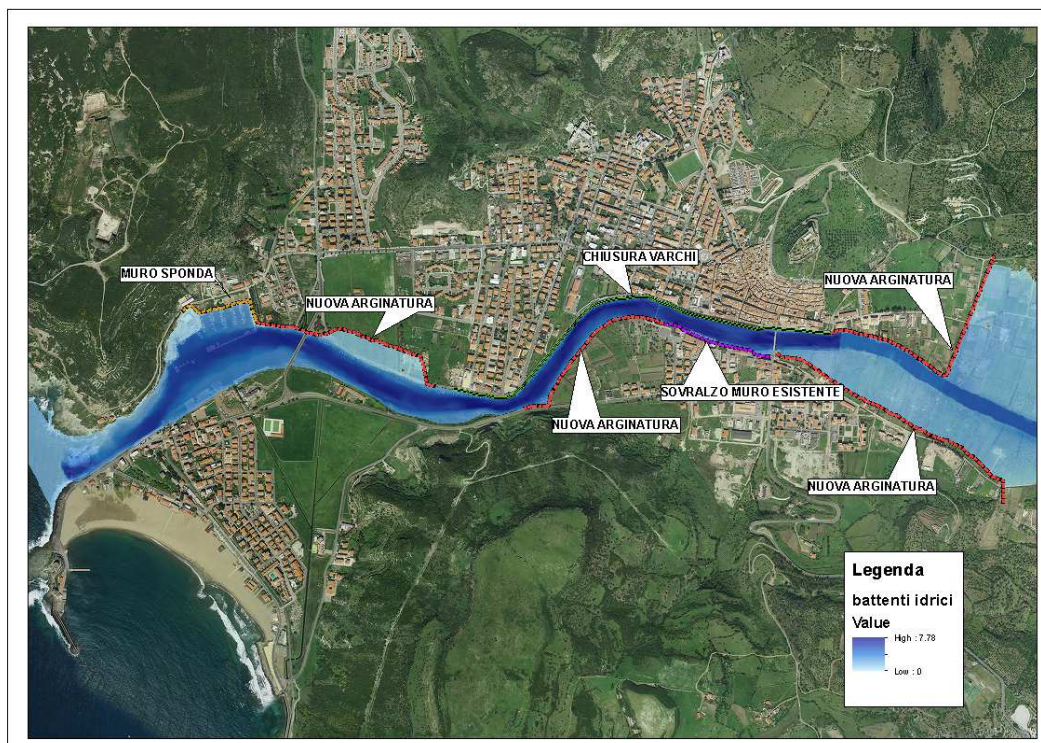 CHIUSURA VARCHI
MURO SPONDA
NUOVA ARGINATURA
NUOVA ARGINATURA
SOVRALZO MURO ESISTENTE
NUOVA ARGINATURA
NUOVA ARGINATURA
Legenda
battenti idrici
Value
High : 7.78
Low : 0